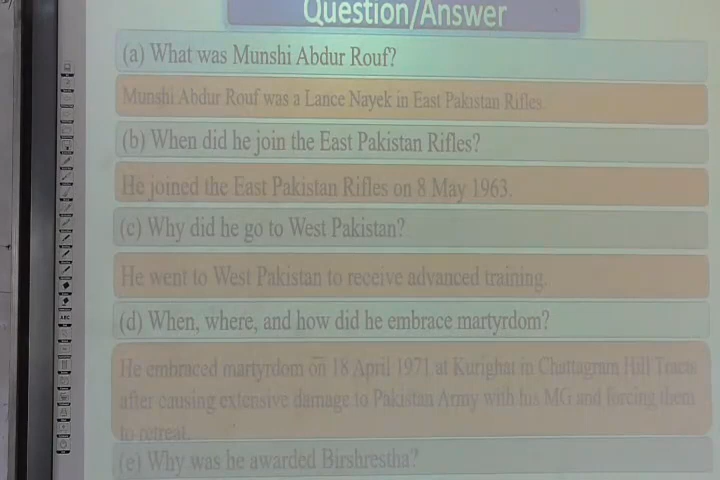 Question/Answer
(a) What was Munshi Abdur Rouf?
Munshi Abdur Rouf was a Lance Nayek in East Pakistan Rifles.
(b) When did he join the East Pakistan Rifles?
He joined the East Pakistan Rifles on 8 May 1963.
(c) Why did he go to West Pakistan?
He went to West Pakistan to receive advanced training.
(d) When, where, and how did he embrace martyrdom?
He embraced martyrdom on 18 April 1971 at Kurighat in Chattagram Hill Tracts
after causing extensive damage to Pakistan Army with his MG and forcing them
to retreat.
(e) Why was he awarded Birshrestha?
ABC